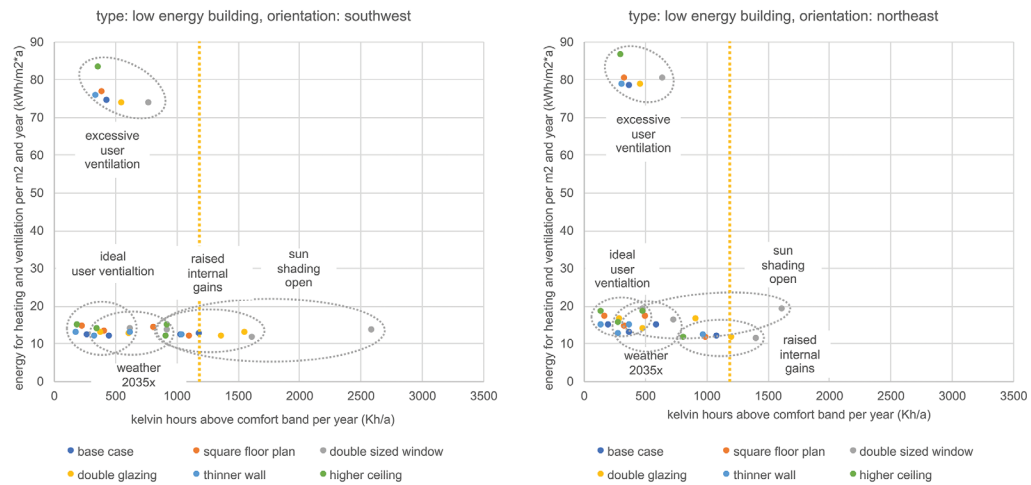 type: low energy building, orientation: southwest
energy for heating and ventilation per m2 and year (kWh/m2*a)
90
80
70
60
50
40
30
20
10
0
excessive
user
ventilation
ideal
user ventialtion
raised
internal
gains
sun
shading
open
weather
2035x
0
500
1000
1500
2000
2500
3000
3500
kelvin hours above comfort band per year (Kh/a)
base case
square floor plan
double sized window
double glazing
thinner wall
higher ceiling
type: low energy building, orientation: northeast
energy for heating and ventilation per m2 and year (kWh/m2*a)
90
80
70
60
50
40
30
20
10
0
excessive
user
ventilation
ideal
user
ventialtion
sun
shading
open
weather
2035x
raised
internal
gains
0
500
1000
1500
2000
2500
3000
3500
kelvin hours above comfort band per year (Kh/a)
base case
square floor plan
double sized window
double glazing
thinner wall
higher ceiling